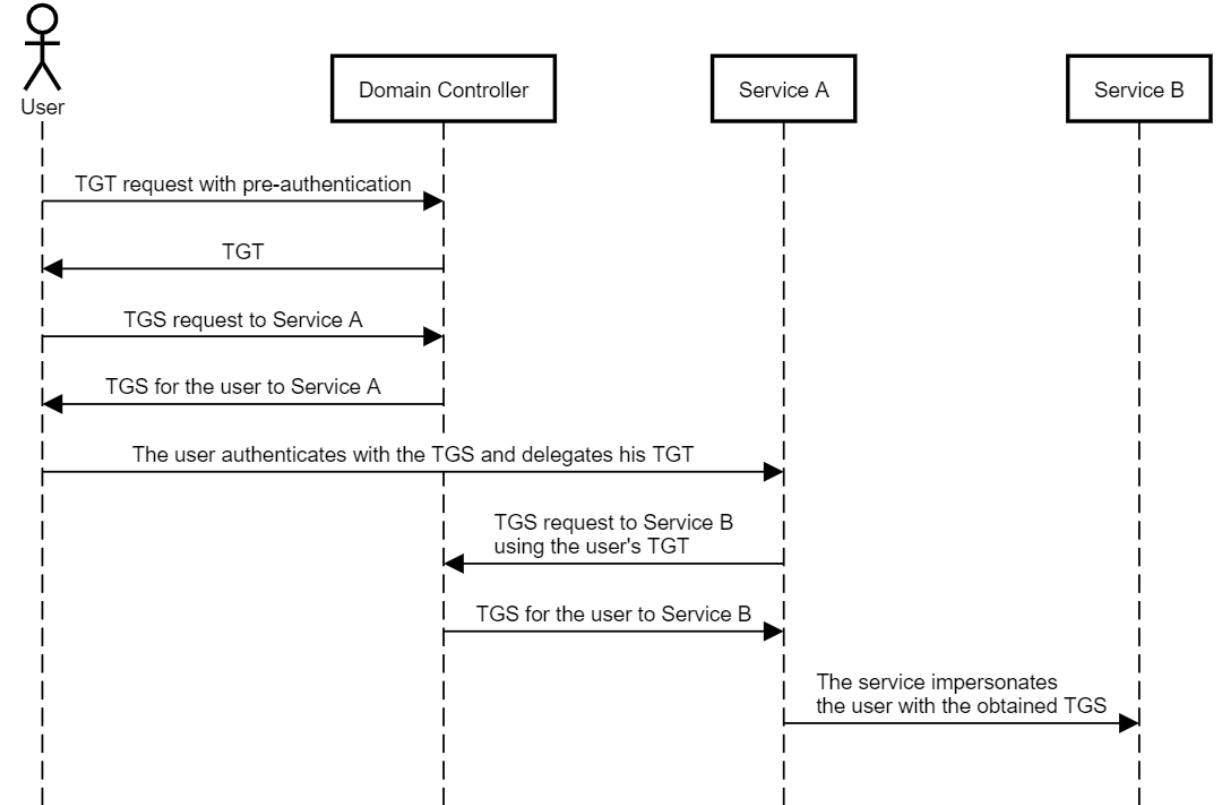 User
Domain Controller
Service A
Service B
TGT request with pre-authentication
TGT
TGS request to Service A
TGS for the user to Service A
The user authenticates with the TGS and delegates his TGT
TGS request to Service B
using the user's TGT
TGS for the user to Service B
The service impersonates
the user with the obtained TGS